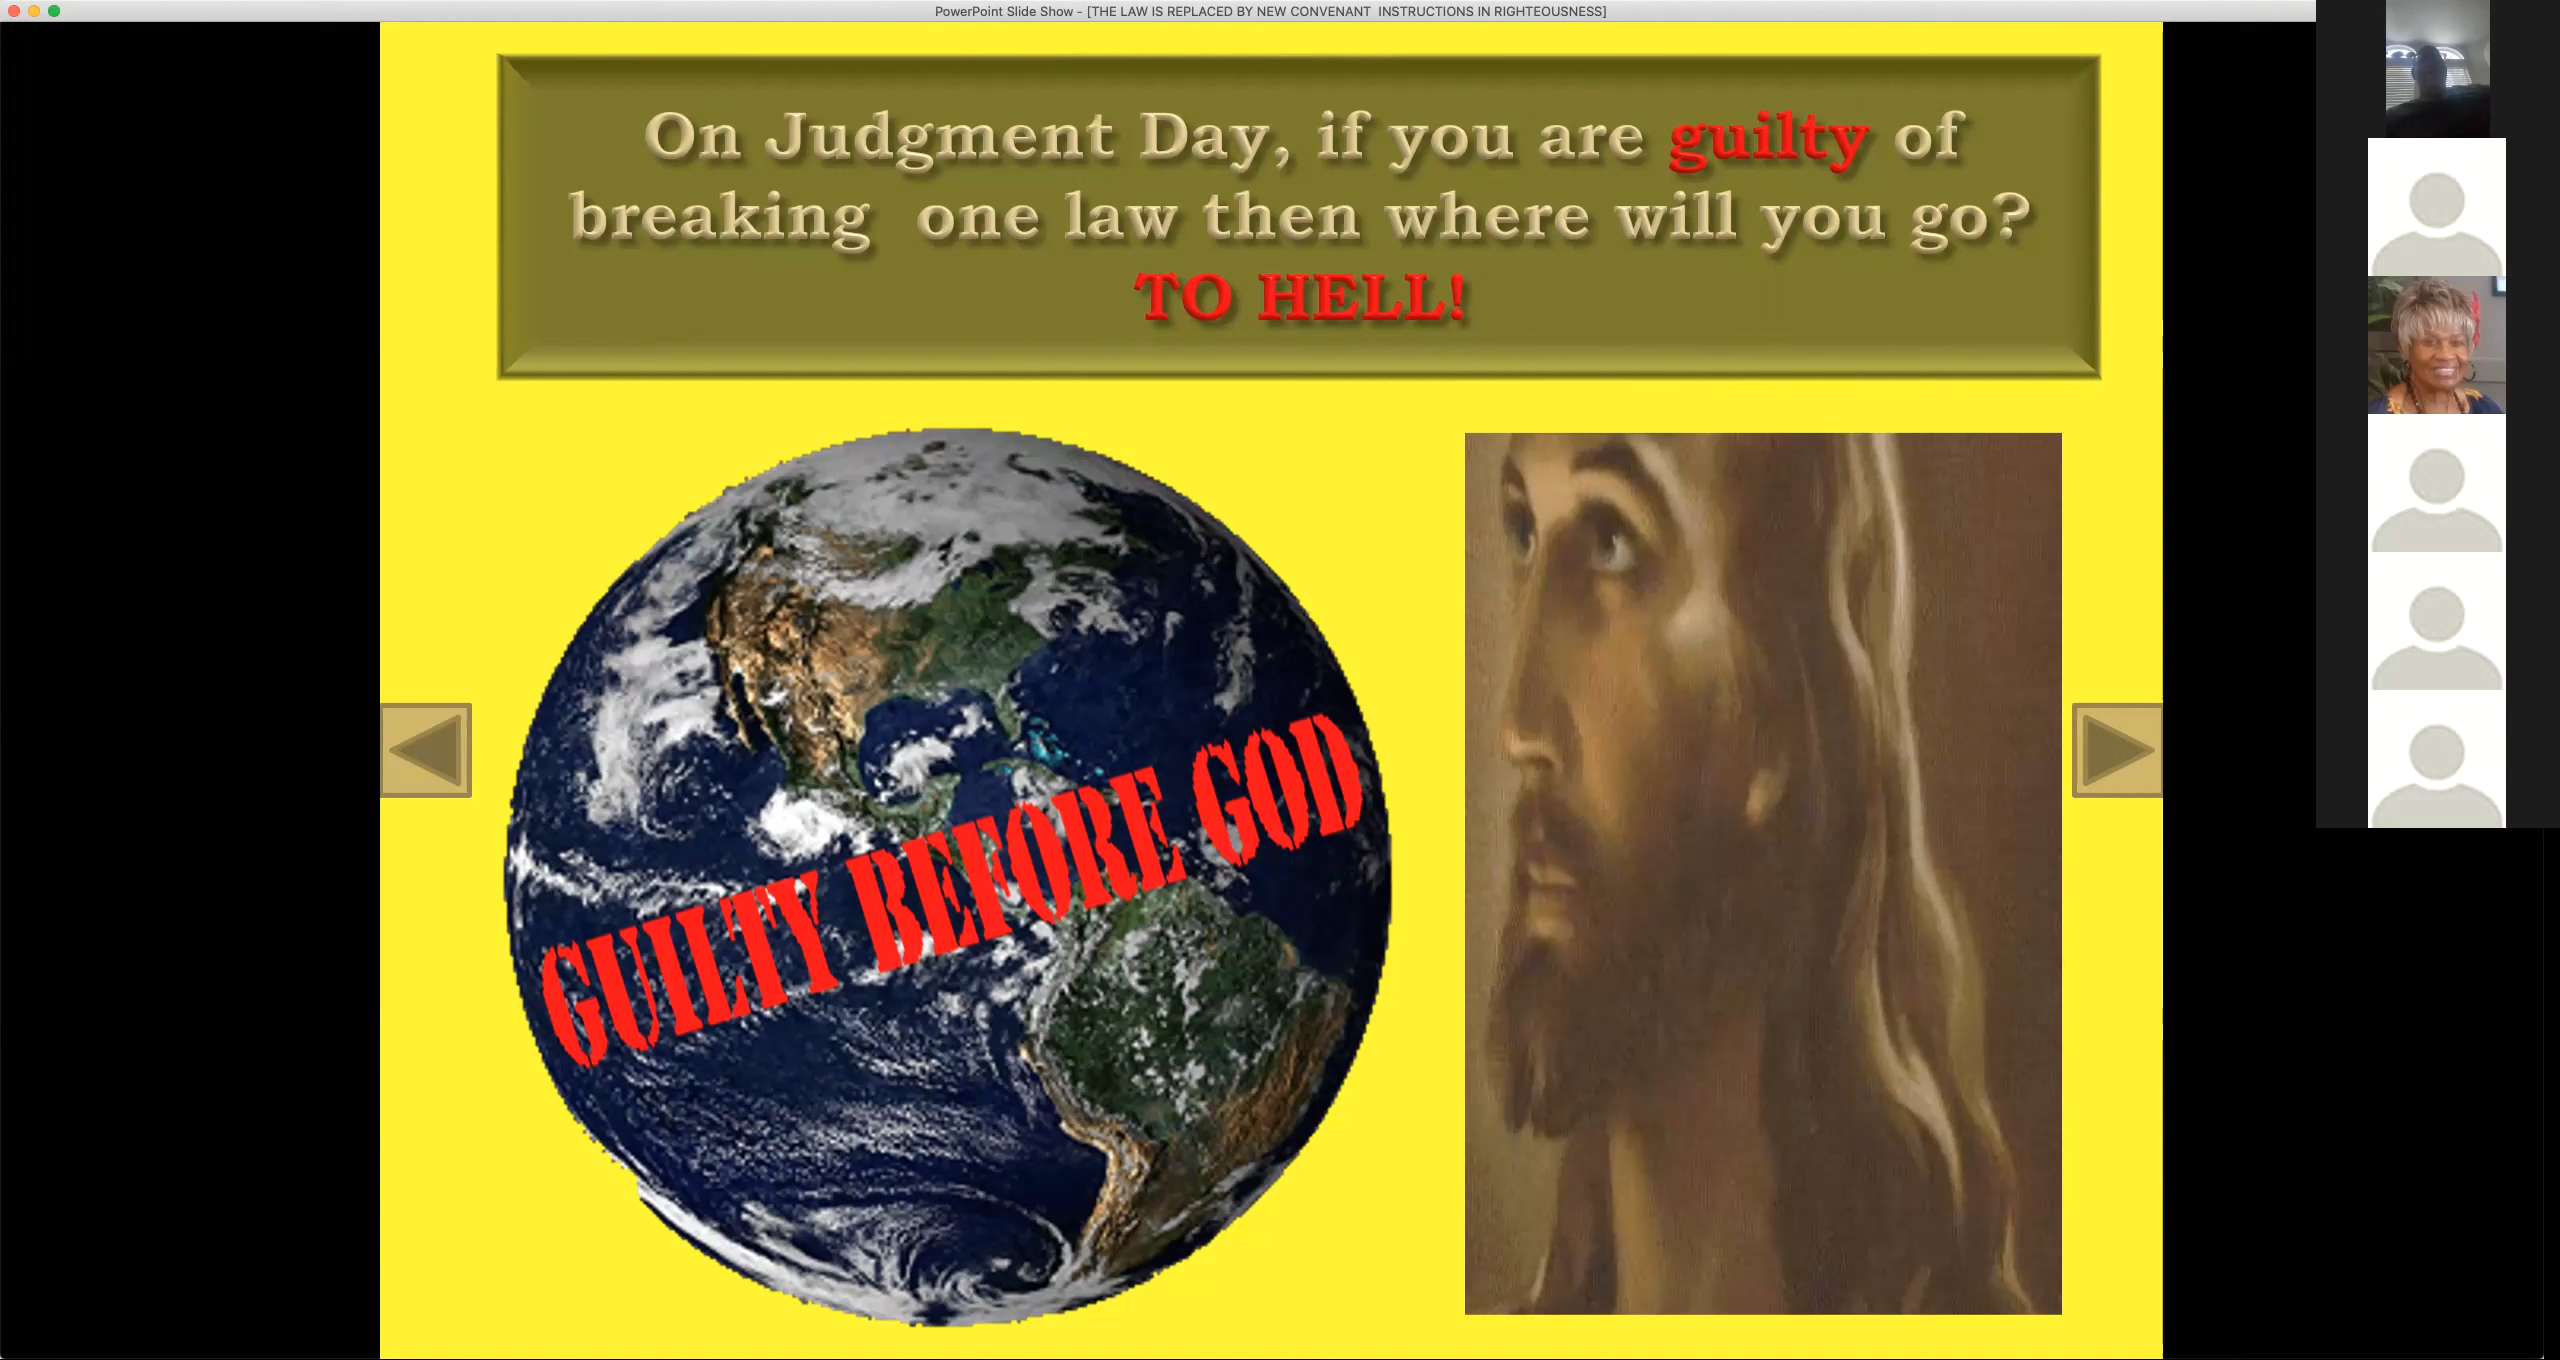 PowerPoint Slide Show - [THE LAW IS REPLACED BY NEW CONVENANT  INSTRUCTIONS IN RIGHTEOUSNESS]
On Judgment Day, if you are guilty of
breaking  one law then where will you go?
TO HELL!
GUILTY BEFORE GOD